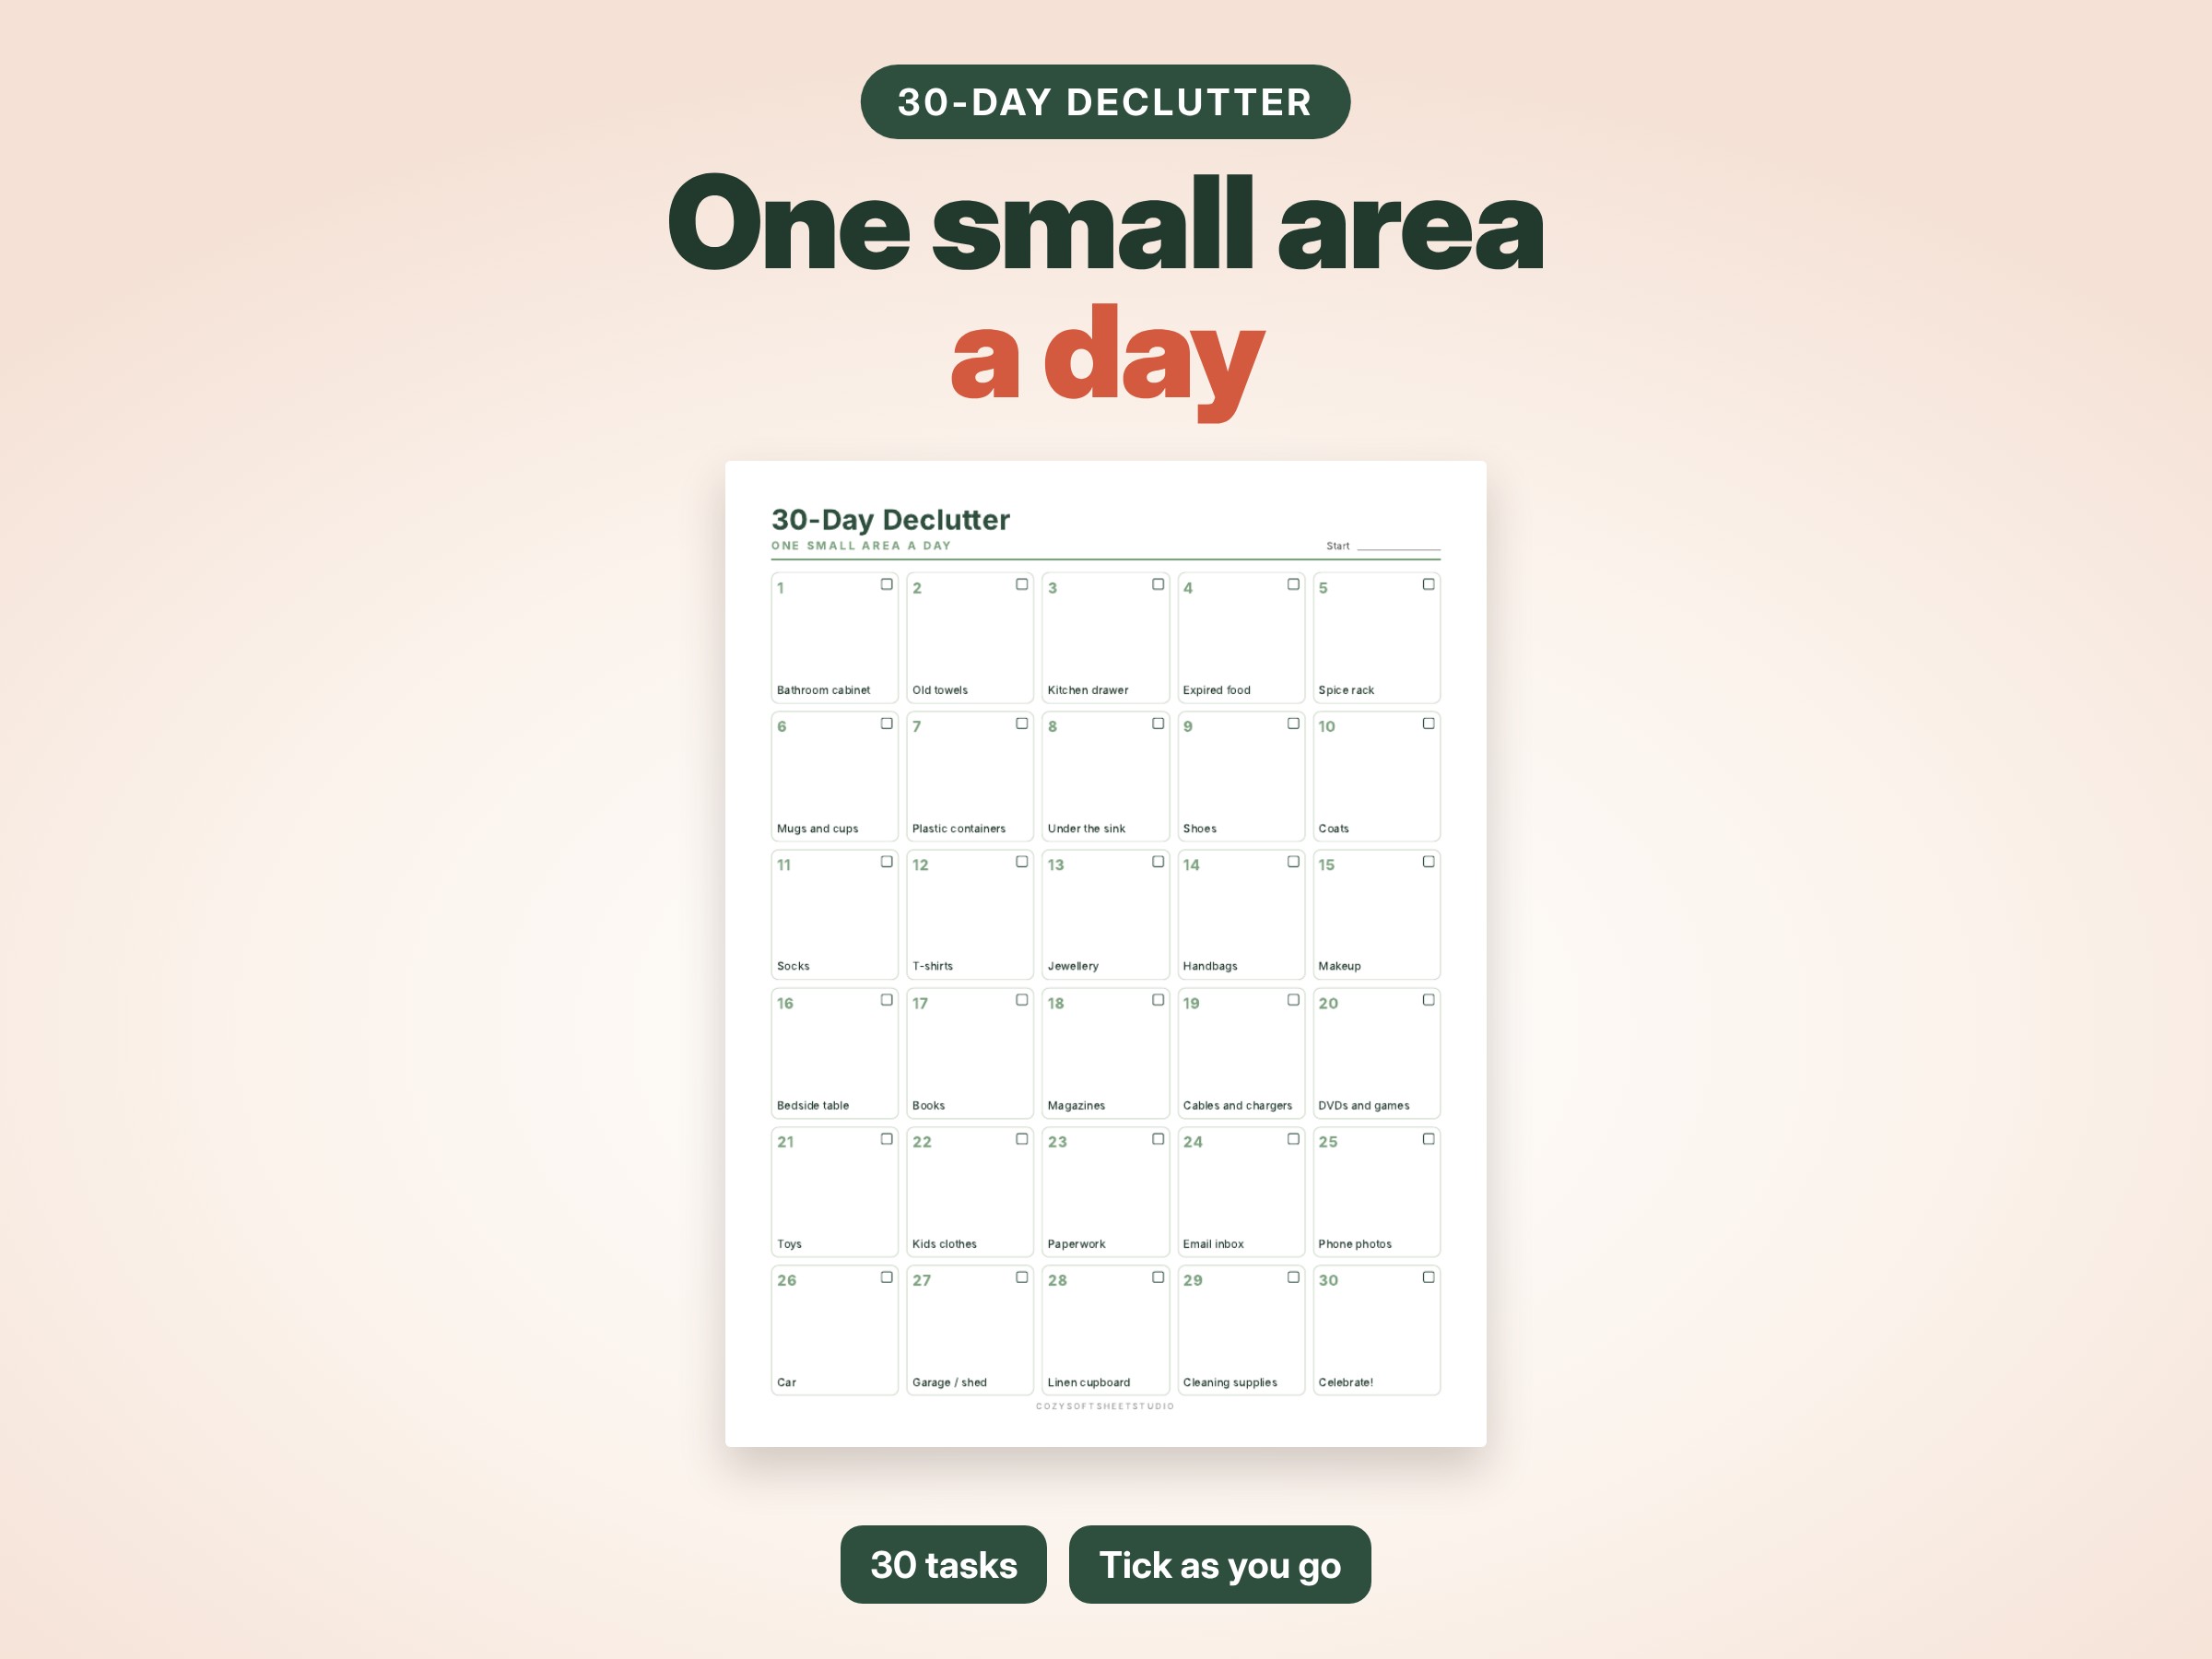 30-DAY DECLUTTER
One small area
a day
30-Day Declutter
ONE SMALL AREA A DAY
Start
1 2 3 4 5
Bathroom cabinet Old towels Kitchen drawer Expired food Spice rack
6 7 8 9 10
Mugs and cups Plastic containers Under the sink Shoes Coats
11 12 13 14 15
Socks T-shirts Jewellery Handbags Makeup
16 17 18 19 20
Bedside table Books Magazines Cables and chargers DVDs and games
21 22 23 24 25
Toys Kids clothes Paperwork Email inbox Phone photos
26 27 28 29 30
Car Garage / shed Linen cupboard Cleaning supplies Celebrate!
COZYSOFTSHEETSTUDIO
30 tasks Tick as you go